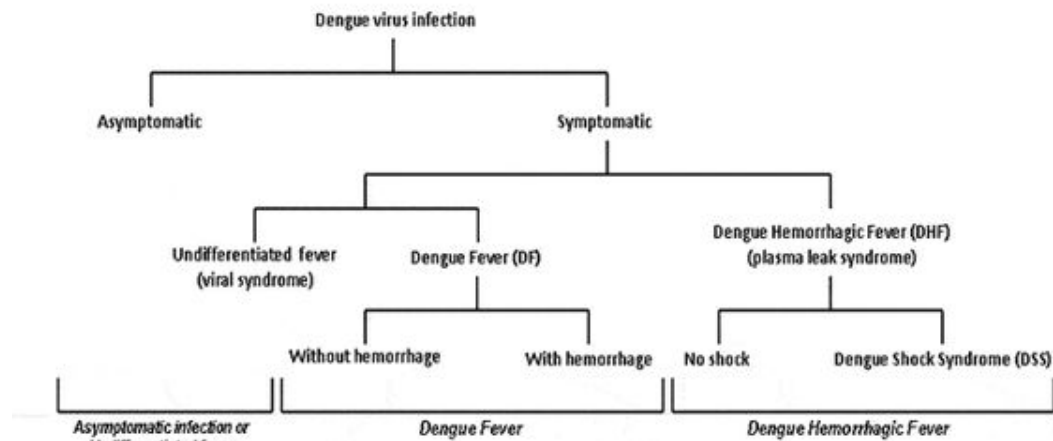 Dengue virus infection
Asymptomatic
Symptomatic
Undifferentiated fever
(viral syndrome)
Dengue Fever (DF)
Dengue Hemorrhagic Fever (DHF)
(plasma leak syndrome)
Without hemorrhage
With hemorrhage
No shock
Dengue Shock Syndrome (DSS)
Asymptomatic infection or
Dengue Fever
Dengue Hemorrhagic Fever